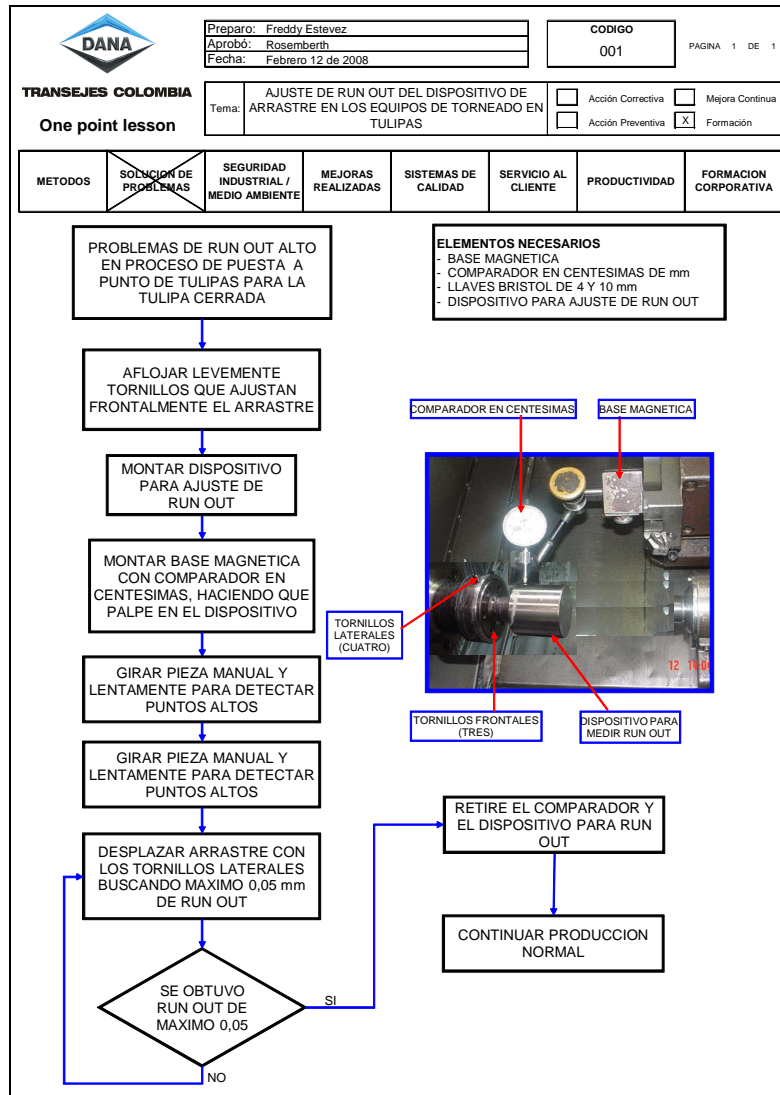 DANA
TRANSEJES COLOMBIA
One point lesson
Preparo: Freddy Estevez
Aprobó: Rosemberth
Fecha: Febrero 12 de 2008
CODIGO
001
PAGINA 1 DE 1
Tema:
AJUSTE DE RUN OUT DEL DISPOSITIVO DE
ARRASTRE EN LOS EQUIPOS DE TORNEADO EN
TULIPAS
Acción Correctiva
Mejora Continua
Acción Preventiva
X
Formación
METODOS
SOLUCION DE
PROBLEMAS
SEGURIDAD
INDUSTRIAL /
MEDIO AMBIENTE
MEJORAS
REALIZADAS
SISTEMAS DE
CALIDAD
SERVICIO AL
CLIENTE
PRODUCTIVIDAD
FORMACION
CORPORATIVA
PROBLEMAS DE RUN OUT ALTO
EN PROCESO DE PUESTA A
PUNTO DE TULIPAS PARA LA
TULIPA CERRADA
AFLOJAR LEVEMENTE
TORNILLOS QUE AJUSTAN
FRONTALMENTE EL ARRASTRE
MONTAR DISPOSITIVO
PARA AJUSTE DE
RUN OUT
MONTAR BASE MAGNETICA
CON COMPARADOR EN
CENTESIMAS, HACIENDO QUE
PALPE EN EL DISPOSITIVO
GIRAR PIEZA MANUAL Y
LENTAMENTE PARA DETECTAR
PUNTOS ALTOS
GIRAR PIEZA MANUAL Y
LENTAMENTE PARA DETECTAR
PUNTOS ALTOS
DESPLAZAR ARRASTRE CON
LOS TORNILLOS LATERALES
BUSCANDO MAXIMO 0,05 mm
DE RUN OUT
SE OBTUVO
RUN OUT DE
MAXIMO 0,05
SI
NO
ELEMENTOS NECESARIOS
- BASE MAGNETICA
- COMPARADOR EN CENTESIMAS DE mm
- LLAVES BRISTOL DE 4 Y 10 mm
- DISPOSITIVO PARA AJUSTE DE RUN OUT
COMPARADOR EN CENTESIMAS
BASE MAGNETICA
TORNILLOS
LATERALES
(CUATRO)
TORNILLOS FRONTALES
(TRES)
DISPOSITIVO PARA
MEDIR RUN OUT
RETIRE EL COMPARADOR Y
EL DISPOSITIVO PARA RUN
OUT
CONTINUAR PRODUCCION
NORMAL